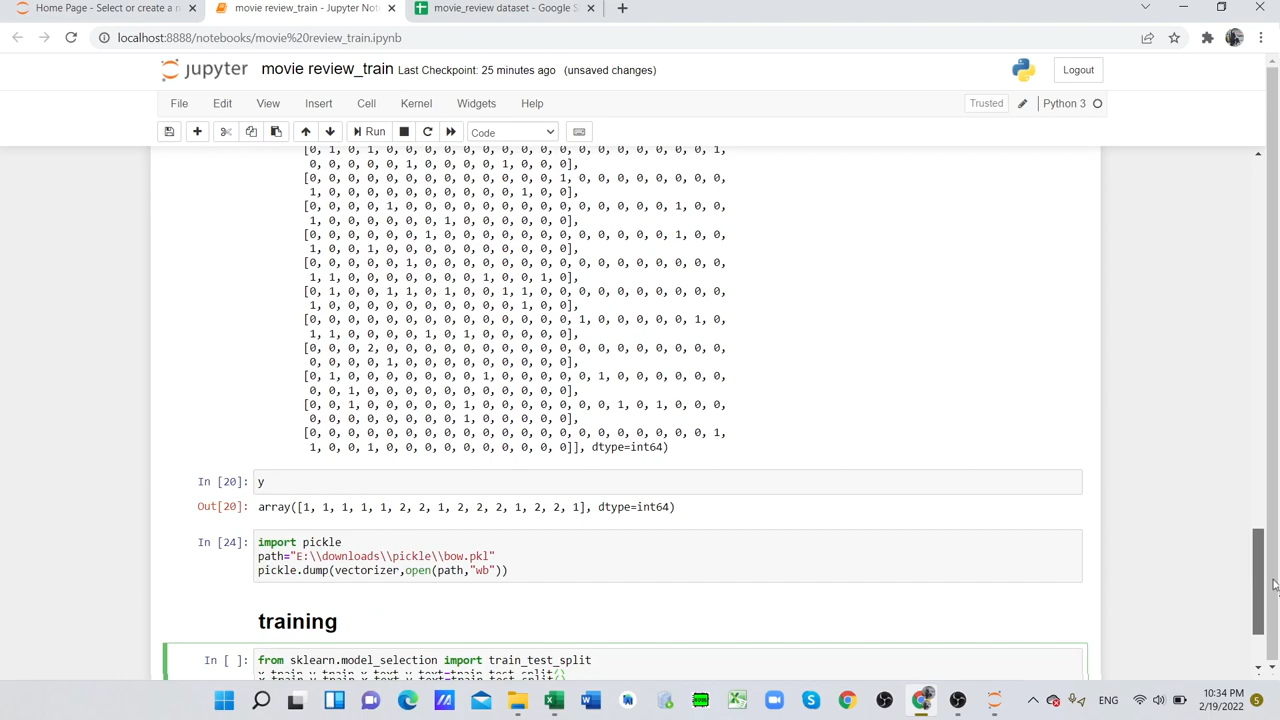 Home Page - Select or create a n
movie review_train - Jupyter Not
movie_review dataset - Google S
localhost:8888/notebooks/movie%20review_train.ipynb
jupyter movie review_train Last Checkpoint: 25 minutes ago (unsaved changes)
Logout
File Edit View Insert Cell Kernel Widgets Help
Trusted Python 3
Run Code
[0, 1, 0, 1, 0, 0, 0, 0, 0, 0, 0, 0, 0, 0, 0, 0, 0, 0, 0, 0, 0, 1,
0, 0, 0, 0, 0, 1, 0, 0, 0, 0, 1, 0, 0, 0],
[0, 0, 0, 0, 0, 0, 0, 0, 0, 0, 0, 0, 0, 1, 0, 0, 0, 0, 0, 0, 0, 0,
1, 0, 0, 0, 0, 0, 0, 0, 0, 1, 0, 0],
[0, 0, 0, 0, 1, 0, 0, 0, 0, 0, 0, 0, 0, 0, 0, 0, 0, 0, 0, 1, 0, 0,
1, 0, 0, 0, 0, 0, 0, 1, 0, 0, 0, 0, 0, 0],
[0, 0, 0, 0, 0, 0, 1, 0, 0, 0, 0, 0, 0, 0, 0, 0, 0, 0, 0, 1, 0, 0,
1, 0, 0, 1, 0, 0, 0, 0, 0, 0, 0, 0, 0, 0],
[0, 0, 0, 0, 0, 1, 0, 0, 0, 0, 0, 0, 0, 0, 0, 0, 0, 0, 0, 0, 0, 0,
1, 1, 0, 0, 0, 0, 0, 0, 0, 1, 0, 0, 1, 0],
[0, 1, 0, 0, 1, 1, 0, 1, 0, 0, 1, 1, 0, 0, 0, 0, 0, 0, 0, 0, 0, 0,
1, 0, 0, 0, 0, 0, 0, 0, 0, 0, 0, 1, 0, 0],
[0, 0, 0, 0, 0, 0, 0, 0, 0, 0, 0, 0, 0, 0, 1, 0, 0, 0, 0, 0, 1, 0,
1, 1, 0, 0, 0, 0, 1, 0, 1, 0, 0, 0, 0, 0],
[0, 0, 0, 2, 0, 0, 0, 0, 0, 0, 0, 0, 0, 0, 0, 0, 0, 0, 0, 0, 0, 0,
0, 0, 0, 0, 1, 0, 0, 0, 0, 0, 0, 0, 0, 0],
[0, 1, 0, 0, 0, 0, 0, 0, 0, 1, 0, 0, 0, 0, 0, 1, 0, 0, 0, 0, 0, 0,
0, 0, 1, 0, 0, 0, 0, 0, 0, 0, 0, 0, 0, 0],
[0, 0, 1, 0, 0, 0, 0, 0, 1, 0, 0, 0, 0, 0, 0, 0, 1, 0, 1, 0, 0, 0,
0, 0, 0, 0, 0, 0, 0, 0, 1, 0, 0, 0, 0, 0],
[0, 0, 0, 0, 0, 0, 0, 0, 0, 0, 0, 0, 0, 0, 0, 0, 0, 0, 0, 0, 0, 1,
1, 0, 0, 1, 0, 0, 0, 0, 0, 0, 0, 0, 0, 0]], dtype=int64)
In [20]: y
Out[20]: array([1, 1, 1, 1, 1, 2, 2, 1, 2, 2, 2, 1, 2, 2, 1], dtype=int64)
In [24]: import pickle
path="E:\\downloads\\pickle\\bow.pkl"
pickle.dump(vectorizer,open(path,"wb"))
training
In [ ]: from sklearn.model_selection import train_test_split
x_train,y_train,x_text,y_text=train_test_split()
ENG
10:34 PM
2/19/2022